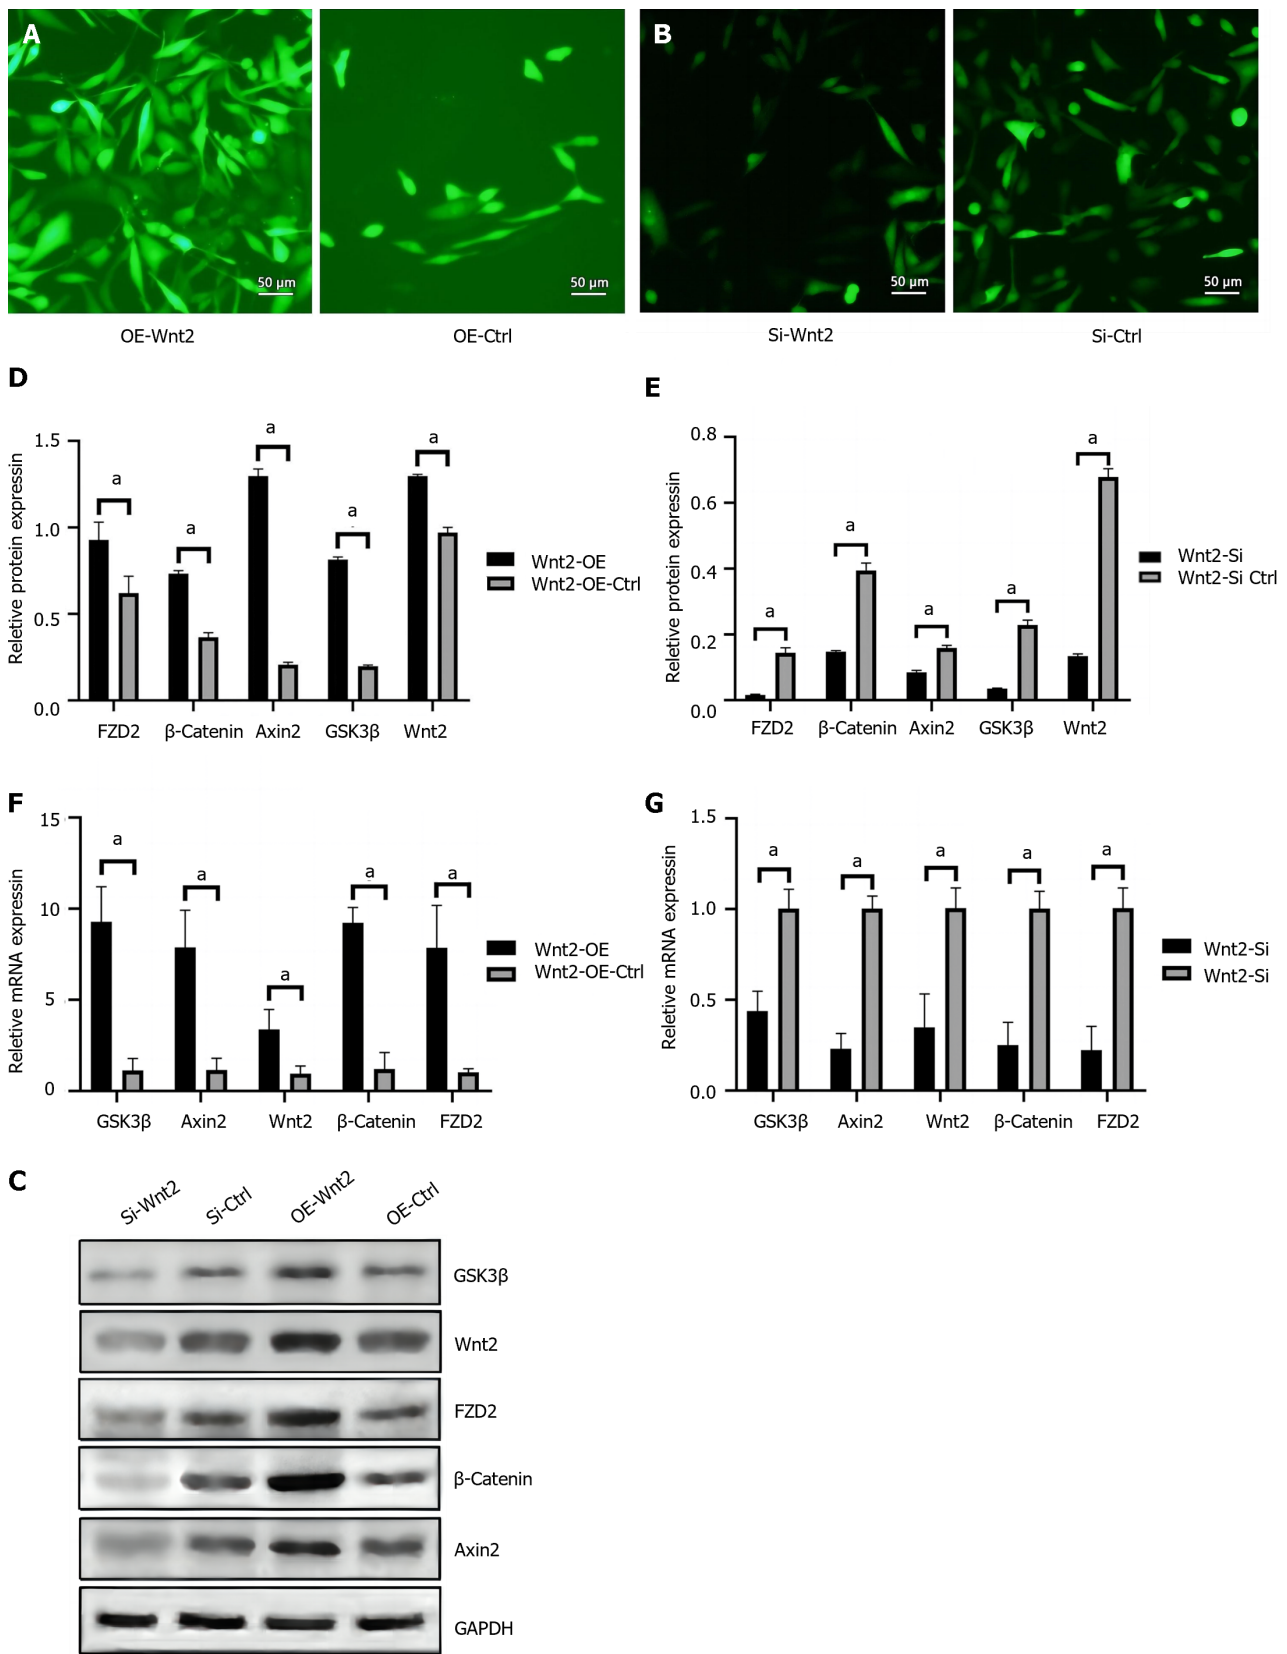 A
B
50 μm
50 μm
50 μm
50 μm
OE-Wnt2
OE-Ctrl
Si-Wnt2
Si-Ctrl
D
Reletive protein expressin
1.5
1.0
0.5
0.0
a
a
a
a
a
FZD2
β-Catenin
Axin2
GSK3β
Wnt2
Wnt2-OE
Wnt2-OE-Ctrl
E
Reletive protein expressin
0.8
0.6
0.4
0.2
0.0
a
a
a
a
a
FZD2
β-Catenin
Axin2
GSK3β
Wnt2
Wnt2-Si
Wnt2-Si Ctrl
F
Reletive mRNA expressin
15
10
5
0
a
a
a
a
a
GSK3β
Axin2
Wnt2
β-Catenin
FZD2
Wnt2-OE
Wnt2-OE-Ctrl
G
Reletive mRNA expressin
1.5
1.0
0.5
0.0
a
a
a
a
a
GSK3β
Axin2
Wnt2
β-Catenin
FZD2
Wnt2-Si
Wnt2-Si
C
Si-Wnt2
Si-Ctrl
OE-Wnt2
OE-Ctrl
GSK3β
Wnt2
FZD2
β-Catenin
Axin2
GAPDH